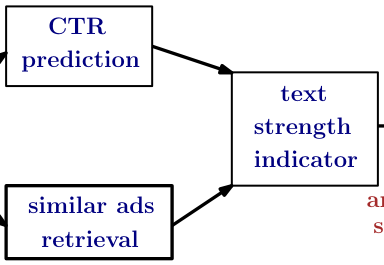 CTR
prediction
text
strength
indicator
similar ads
retrieval